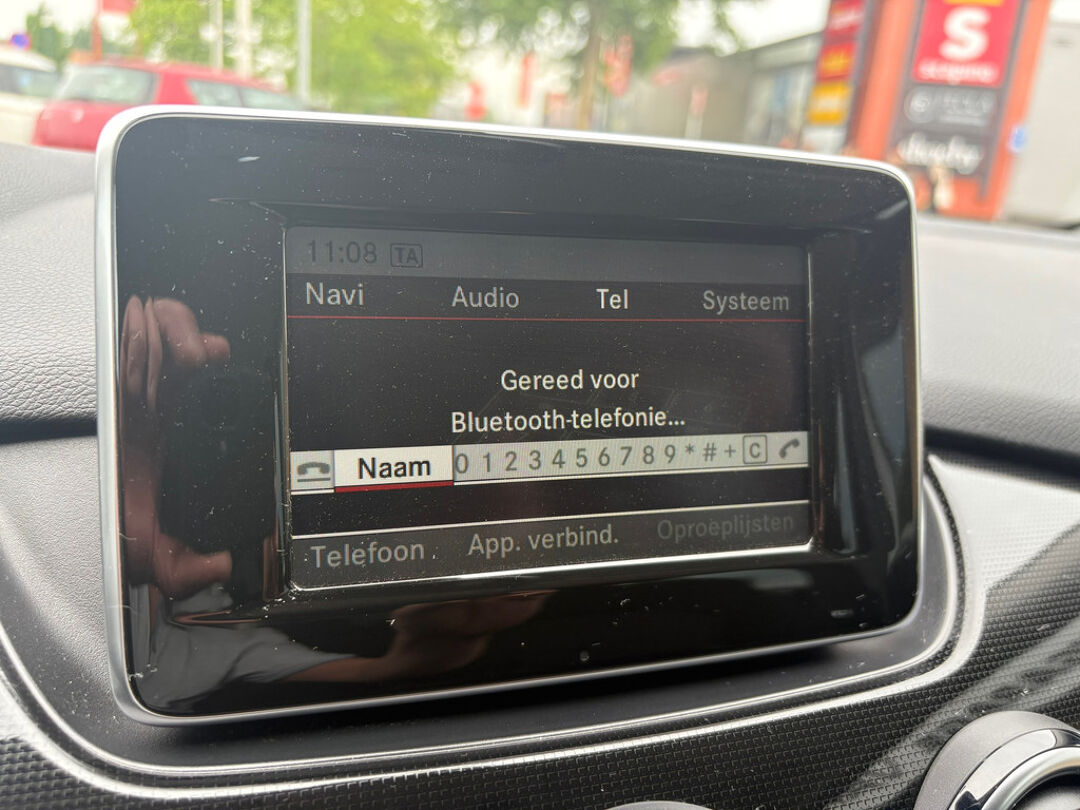 11:08 TA
Navi Audio Tel Systeem
Gereed voor
Bluetooth-telefonie...
Naam 0 1 2 3 4 5 6 7 8 9 * # + C
Telefoon App. verbind. Oproeplijsten
S